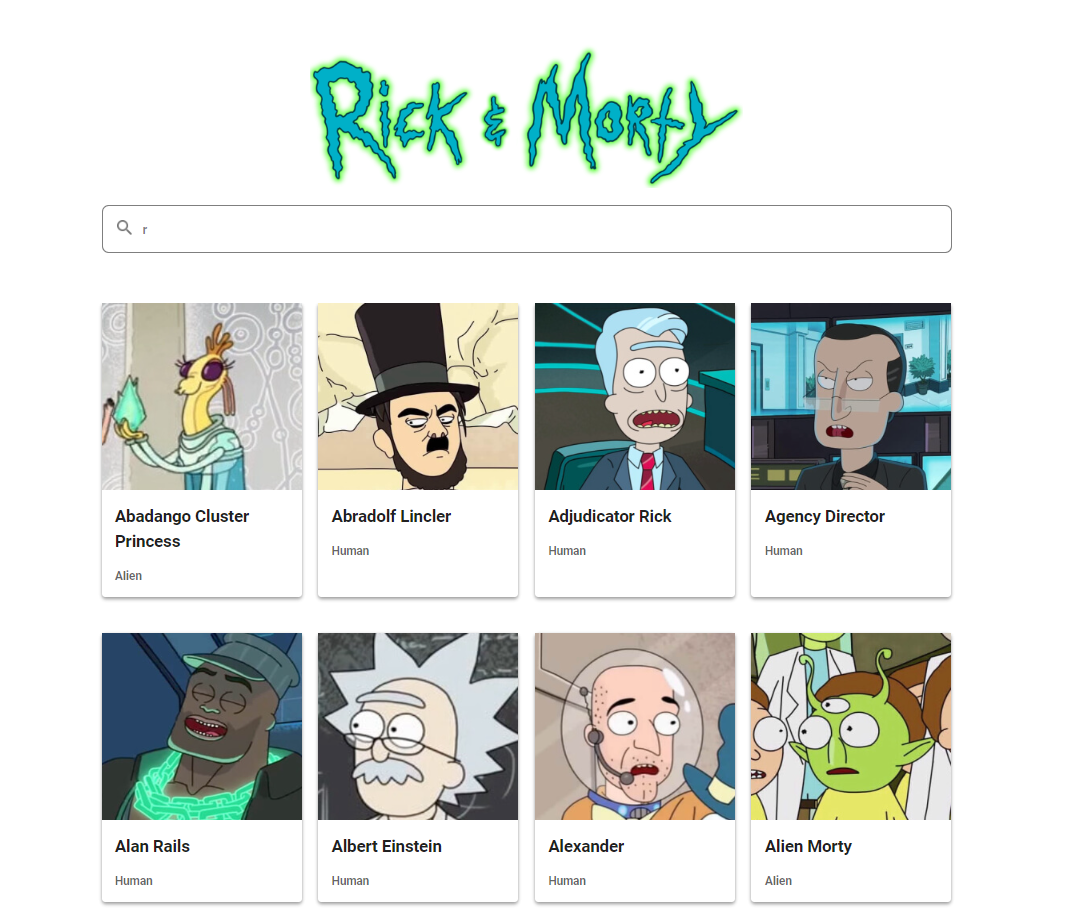 Rick & Morty
r
Abadango Cluster
Princess
Alien
Abradolf Lincler
Human
Adjudicator Rick
Human
Agency Director
Human
Alan Rails
Human
Albert Einstein
Human
Alexander
Human
Alien Morty
Alien